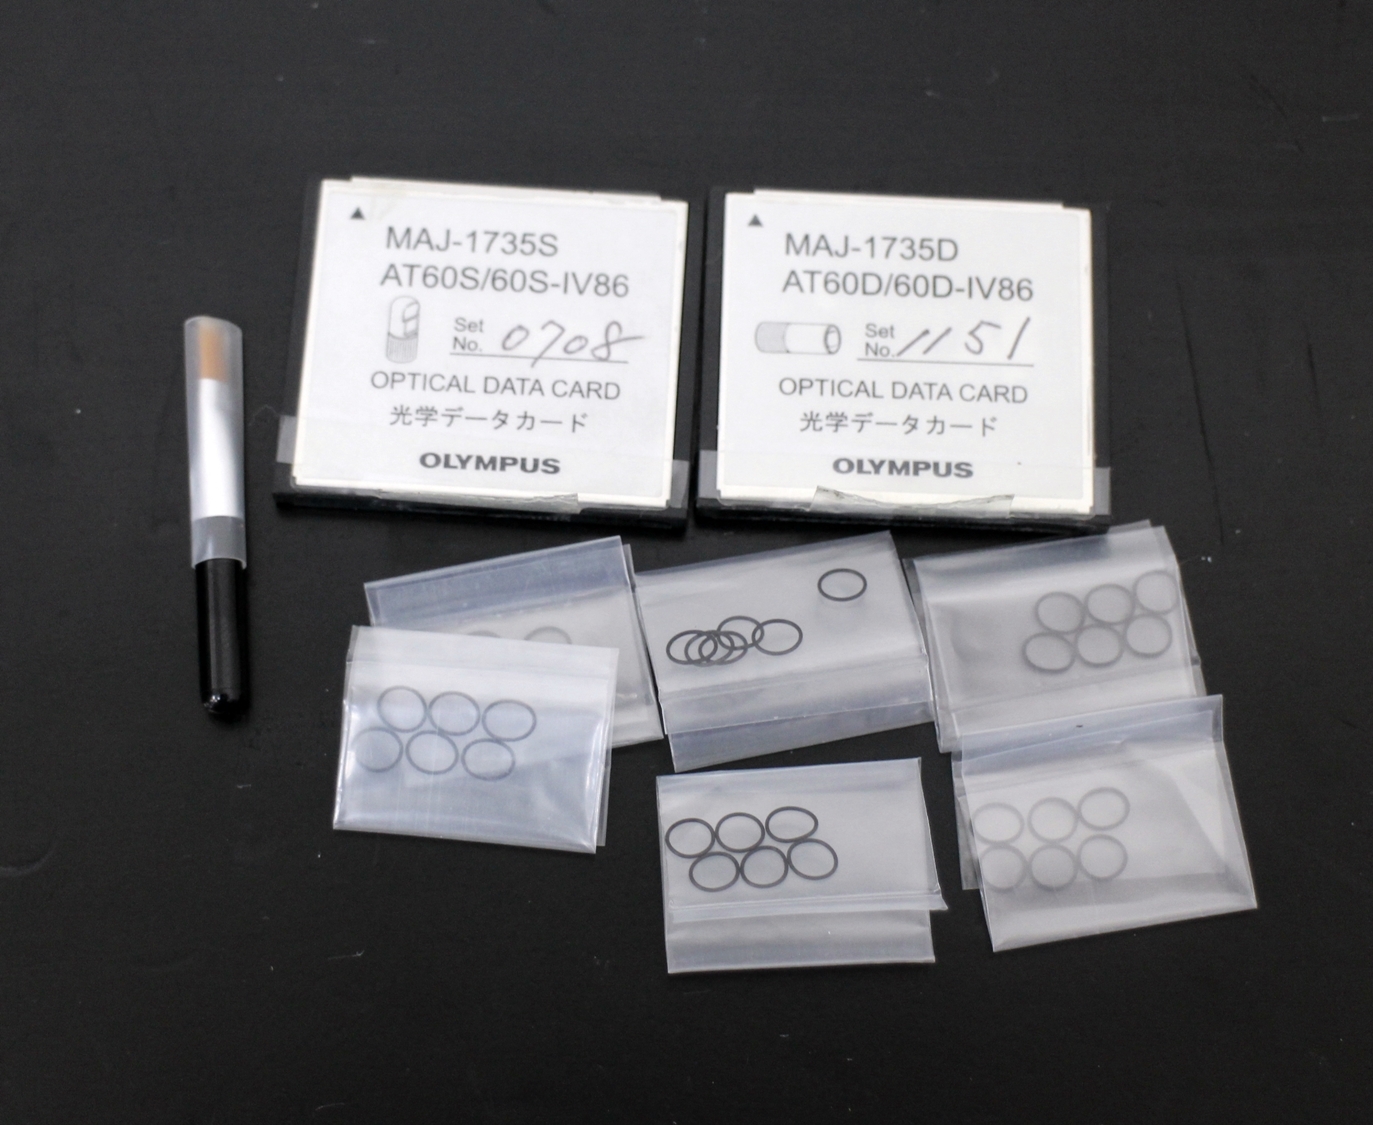 ▲
MAJ-1735S
AT60S/60S-IV86
Set
No. 0708
OPTICAL DATA CARD
光学データカード
OLYMPUS
▲
MAJ-1735D
AT60D/60D-IV86
Set
No. 1151
OPTICAL DATA CARD
光学データカード
OLYMPUS